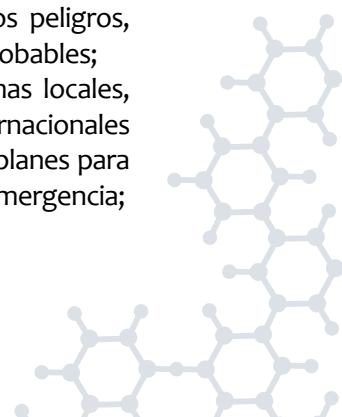 os peligros,
obables;
nas locales,
rnacionales
planes para
mergencia;